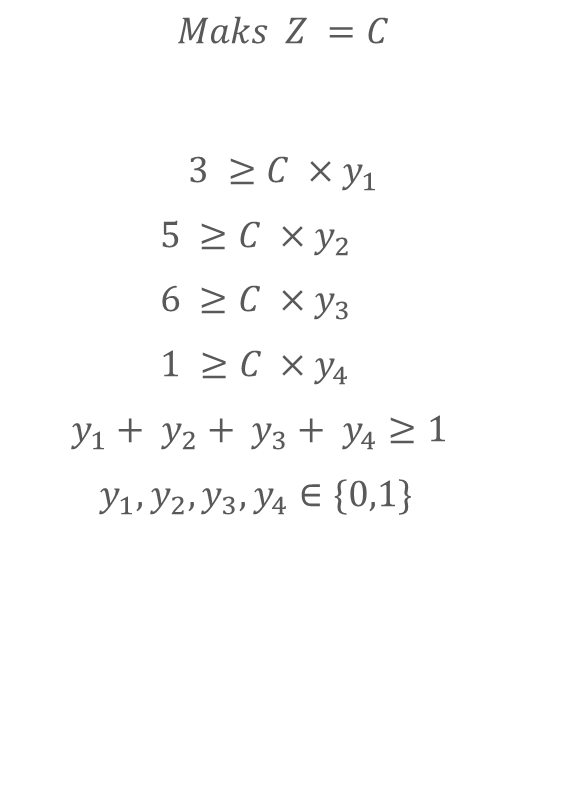 Maks Z = C
3 ≥ C × y₁
5 ≥ C × y₂
6 ≥ C × y₃
1 ≥ C × y₄
y₁ + y₂ + y₃ + y₄ ≥ 1
y₁, y₂, y₃, y₄ ∈ {0,1}